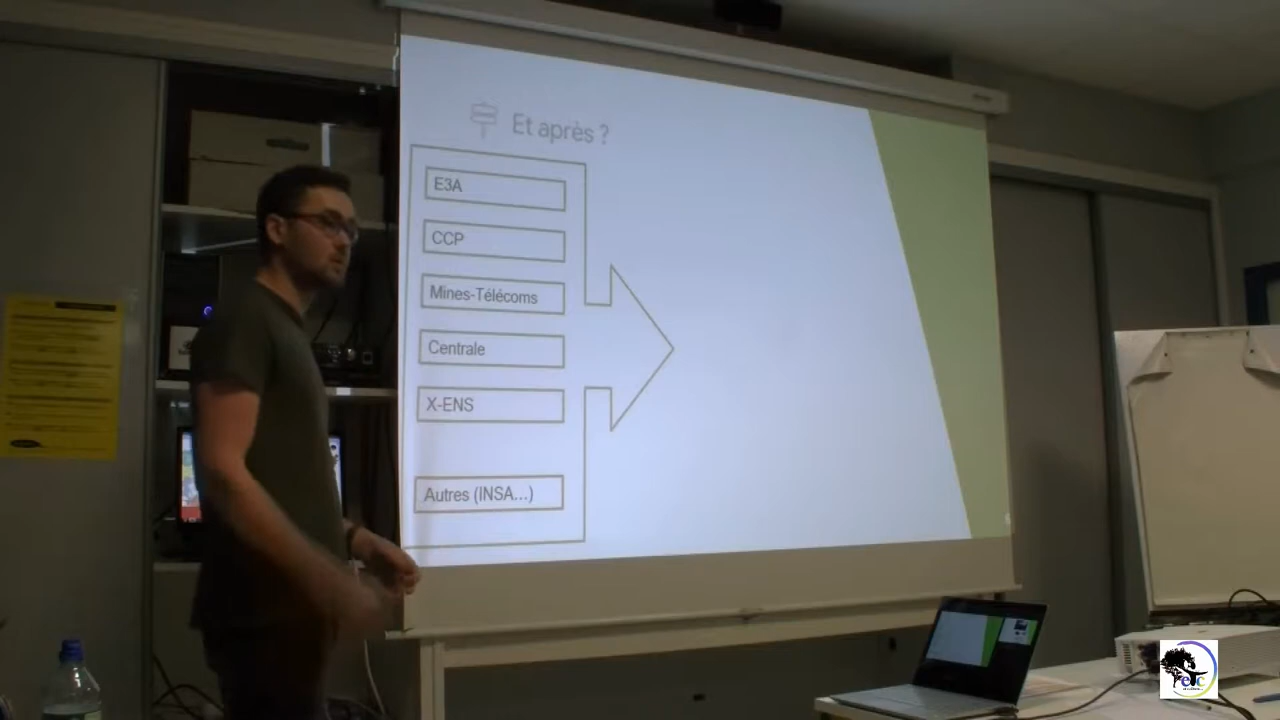 Et après ?
E3A
CCP
Mines-Télécoms
Centrale
X-ENS
Autres (INSA...)